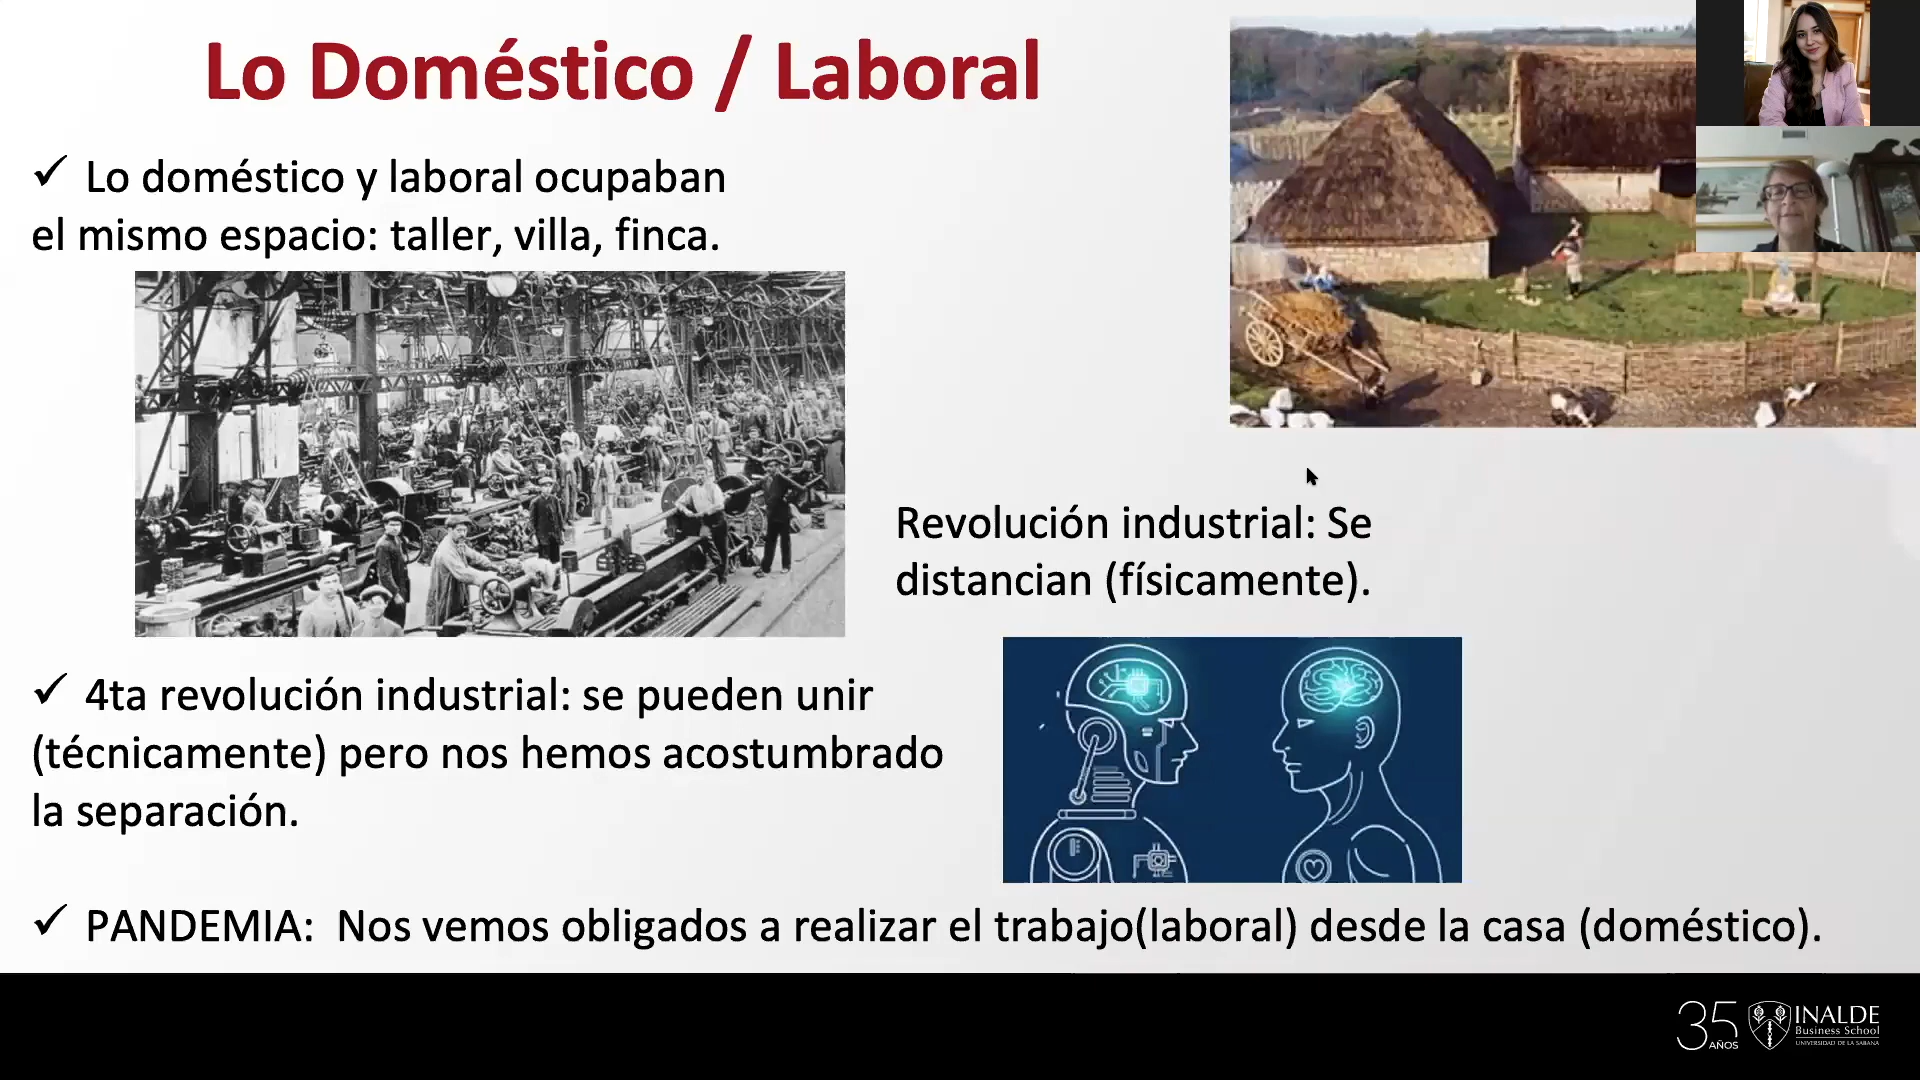 Lo Doméstico / Laboral
✓ Lo doméstico y laboral ocupaban
el mismo espacio: taller, villa, finca.
Revolución industrial: Se
distancian (físicamente).
✓ 4ta revolución industrial: se pueden unir
(técnicamente) pero nos hemos acostumbrado
la separación.
✓ PANDEMIA: Nos vemos obligados a realizar el trabajo(laboral) desde la casa (doméstico).
35 AÑOS
INALDE
Business School
UNIVERSIDAD DE LA SABANA